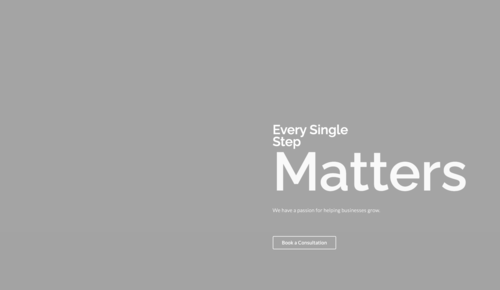 Every Single
Step
Matters
We have a passion for helping businesses grow.
Book a Consultation